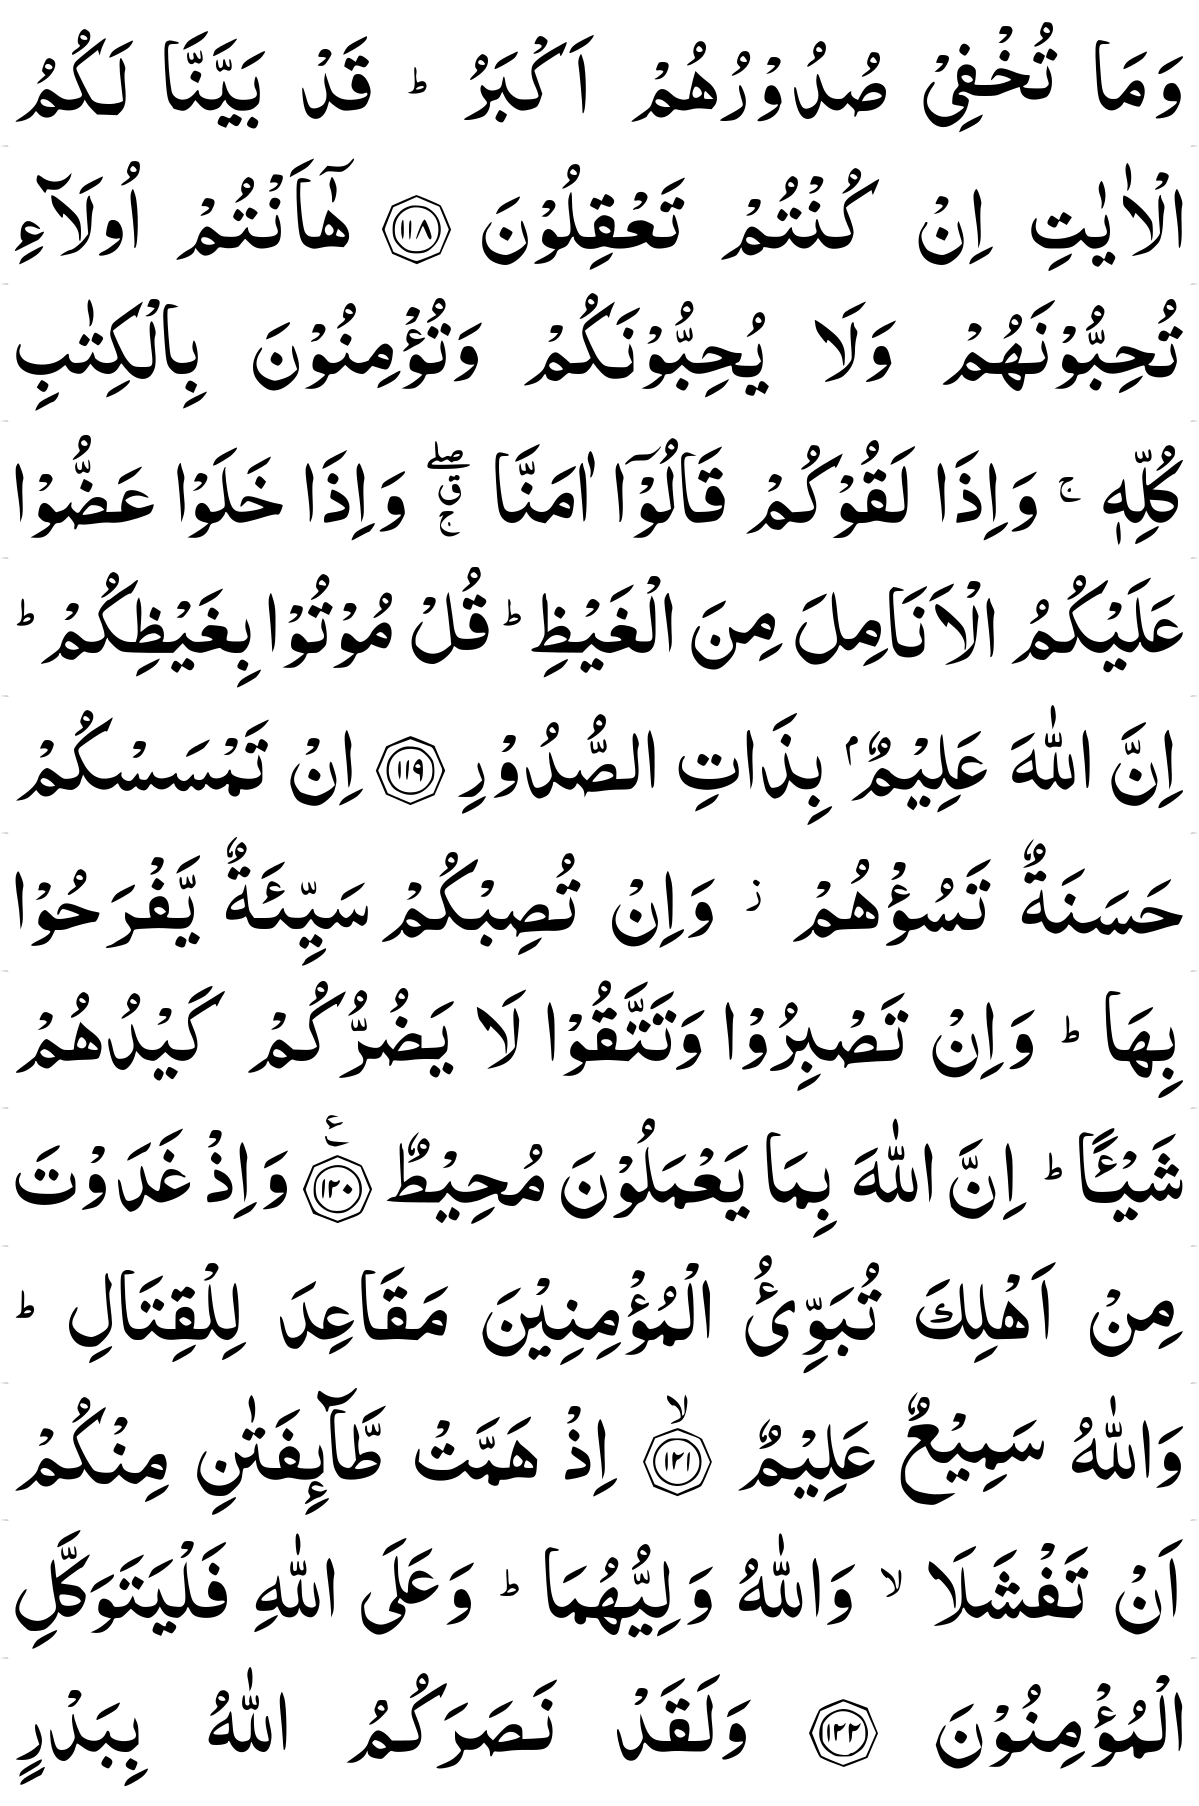 وَمَا تُخْفِىْ صُدُوْرُهُمْ اَكْبَرُ ؕ قَدْ بَيَّنَّا لَكُمُ
الْاٰيٰتِ اِنْ كُنْتُمْ تَعْقِلُوْنَ ﴿۱۱۸﴾ هٰۤاَنْتُمْ اُولَآءِ
تُحِبُّوْنَهُمْ وَلَا يُحِبُّوْنَكُمْ وَتُؤْمِنُوْنَ بِالْكِتٰبِ
كُلِّهٖ ۚ وَاِذَا لَقُوْكُمْ قَالُوْۤا اٰمَنَّا ۖۗۚ وَاِذَا خَلَوْا عَضُّوْا
عَلَيْكُمُ الْاَنَامِلَ مِنَ الْغَيْظِ ؕ قُلْ مُوْتُوْا بِغَيْظِكُمْ ؕ
اِنَّ اللّٰهَ عَلِيْمٌۢ بِذَاتِ الصُّدُوْرِ ﴿۱۱۹﴾ اِنْ تَمْسَسْكُمْ
حَسَنَةٌ تَسُؤْهُمْ ز وَاِنْ تُصِبْكُمْ سَيِّئَةٌ يَّفْرَحُوْا
بِهَا ؕ وَاِنْ تَصْبِرُوْا وَتَتَّقُوْا لَا يَضُرُّكُمْ كَيْدُهُمْ
شَيْـًٔا ؕ اِنَّ اللّٰهَ بِمَا يَعْمَلُوْنَ مُحِيْطٌ ﴿۱۲۰﴾ ع وَاِذْ غَدَوْتَ
مِنْ اَهْلِكَ تُبَوِّئُ الْمُؤْمِنِيْنَ مَقَاعِدَ لِلْقِتَالِ ؕ
وَاللّٰهُ سَمِيْعٌ عَلِيْمٌ ﴿۱۲۱﴾ ۙ اِذْ هَمَّتْ طَّآٮِٕفَتٰنِ مِنْكُمْ
اَنْ تَفْشَلَا ۙ وَاللّٰهُ وَلِيُّهُمَا ؕ وَعَلَى اللّٰهِ فَلْيَتَوَكَّلِ
الْمُؤْمِنُوْنَ ﴿۱۲۲﴾ وَلَقَدْ نَصَرَكُمُ اللّٰهُ بِبَدْرٍ